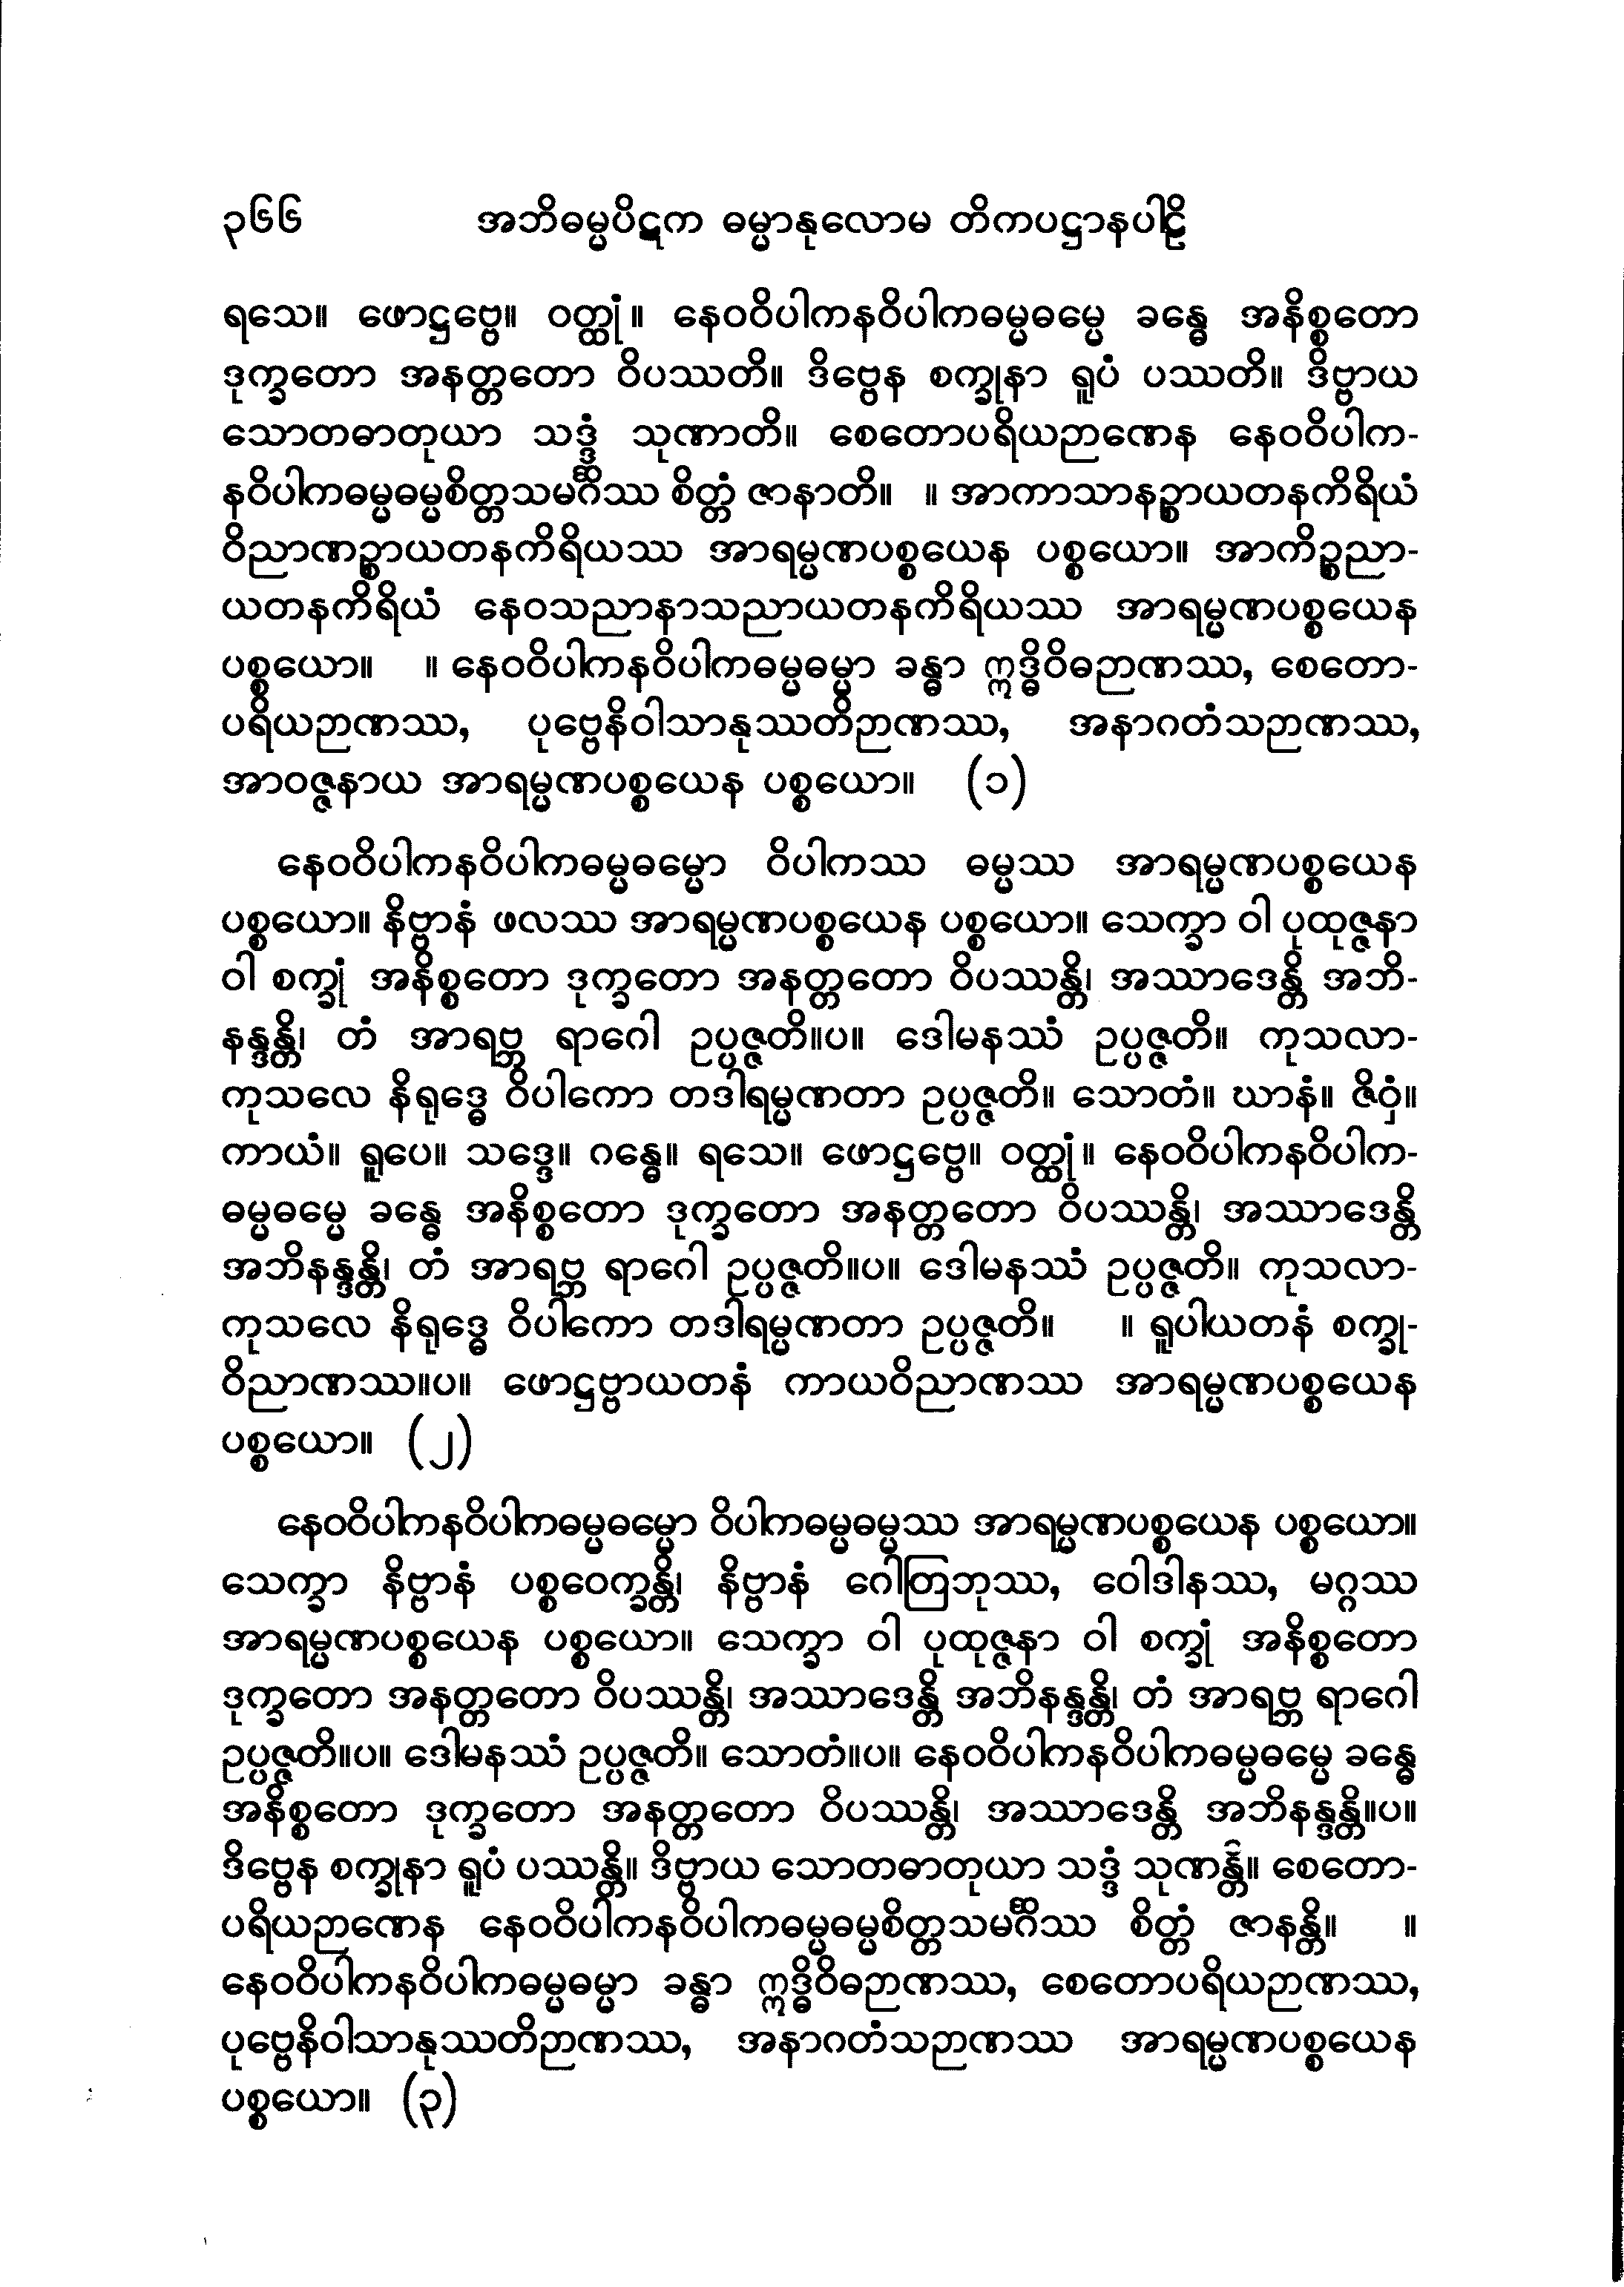 ၃၆၆ အဘိဓမ္မပိဋက ဓမ္မာနုလောမ တိကပဋ္ဌာနပါဠိ
ရသေ။ ဖောဋ္ဌဗ္ဗေ။ ဝတ္ထုံ။ နေဝဝိပါကနဝိပါကဓမ္မဓမ္မေ ခန္ဓေ အနိစ္စတော
ဒုက္ခတော အနတ္တတော ဝိပဿတိ။ ဒိဗ္ဗေန စက္ခုနာ ရူပံ ပဿတိ။ ဒိဗ္ဗာယ
သောတဓာတုယာ သဒ္ဒံ သုဏာတိ။ စေတောပရိယဉာဏေန နေဝဝိပါက-
နဝိပါကဓမ္မဓမ္မစိတ္တသမင်္ဂိဿ စိတ္တံ ဇာနာတိ။ ။ အာကာသာနဉ္စာယတနကိရိယံ
ဝိညာဏဉ္စာယတနကိရိယဿ အာရမ္မဏပစ္စယေန ပစ္စယော။ အာကိဉ္စညာ-
ယတနကိရိယံ နေဝသညာနာသညာယတနကိရိယဿ အာရမ္မဏပစ္စယေန
ပစ္စယော။ ။ နေဝဝိပါကနဝိပါကဓမ္မဓမ္မာ ခန္ဓာ ဣဒ္ဓိဝိဓဉာဏဿ, စေတော-
ပရိယဉာဏဿ, ပုဗ္ဗေနိဝါသာနုဿတိဉာဏဿ, အနာဂတံသဉာဏဿ,
အာဝဇ္ဇနာယ အာရမ္မဏပစ္စယေန ပစ္စယော။ (၁)
နေဝဝိပါကနဝိပါကဓမ္မဓမ္မော ဝိပါကဿ ဓမ္မဿ အာရမ္မဏပစ္စယေန
ပစ္စယော။ နိဗ္ဗာနံ ဖလဿ အာရမ္မဏပစ္စယေန ပစ္စယော။ သေက္ခာ ဝါ ပုထုဇ္ဇနာ
ဝါ စက္ခုံ အနိစ္စတော ဒုက္ခတော အနတ္တတော ဝိပဿန္တိ၊ အဿာဒေန္တိ အဘိ-
နန္ဒန္တိ၊ တံ အာရဗ္ဘ ရာဂေါ ဥပ္ပဇ္ဇတိ။ပ။ ဒေါမနဿံ ဥပ္ပဇ္ဇတိ။ ကုသလာ-
ကုသလေ နိရုဒ္ဓေ ဝိပါကော တဒါရမ္မဏတာ ဥပ္ပဇ္ဇတိ။ သောတံ။ ဃာနံ။ ဇိဝှံ။
ကာယံ။ ရူပေ။ သဒ္ဒေ။ ဂန္ဓေ။ ရသေ။ ဖောဋ္ဌဗ္ဗေ။ ဝတ္ထုံ။ နေဝဝိပါကနဝိပါက-
ဓမ္မဓမ္မေ ခန္ဓေ အနိစ္စတော ဒုက္ခတော အနတ္တတော ဝိပဿန္တိ၊ အဿာဒေန္တိ
အဘိနန္ဒန္တိ၊ တံ အာရဗ္ဘ ရာဂေါ ဥပ္ပဇ္ဇတိ။ပ။ ဒေါမနဿံ ဥပ္ပဇ္ဇတိ။ ကုသလာ-
ကုသလေ နိရုဒ္ဓေ ဝိပါကော တဒါရမ္မဏတာ ဥပ္ပဇ္ဇတိ။ ။ ရူပါယတနံ စက္ခု-
ဝိညာဏဿ။ပ။ ဖောဋ္ဌဗ္ဗာယတနံ ကာယဝိညာဏဿ အာရမ္မဏပစ္စယေန
ပစ္စယော။ (၂)
နေဝဝိပါကနဝိပါကဓမ္မဓမ္မော ဝိပါကဓမ္မဓမ္မဿ အာရမ္မဏပစ္စယေန ပစ္စယော။
သေက္ခာ နိဗ္ဗာနံ ပစ္စဝေက္ခန္တိ၊ နိဗ္ဗာနံ ဂေါတြဘုဿ, ဝေါဒါနဿ, မဂ္ဂဿ
အာရမ္မဏပစ္စယေန ပစ္စယော။ သေက္ခာ ဝါ ပုထုဇ္ဇနာ ဝါ စက္ခုံ အနိစ္စတော
ဒုက္ခတော အနတ္တတော ဝိပဿန္တိ၊ အဿာဒေန္တိ အဘိနန္ဒန္တိ၊ တံ အာရဗ္ဘ ရာဂေါ
ဥပ္ပဇ္ဇတိ။ပ။ ဒေါမနဿံ ဥပ္ပဇ္ဇတိ။ သောတံ။ပ။ နေဝဝိပါကနဝိပါကဓမ္မဓမ္မေ ခန္ဓေ
အနိစ္စတော ဒုက္ခတော အနတ္တတော ဝိပဿန္တိ၊ အဿာဒေန္တိ အဘိနန္ဒန္တိ။ပ။
ဒိဗ္ဗေန စက္ခုနာ ရူပံ ပဿန္တိ။ ဒိဗ္ဗာယ သောတဓာတုယာ သဒ္ဒံ သုဏန္တိ။ စေတော-
ပရိယဉာဏေန နေဝဝိပါကနဝိပါကဓမ္မဓမ္မစိတ္တသမင်္ဂိဿ စိတ္တံ ဇာနန္တိ။ ။
နေဝဝိပါကနဝိပါကဓမ္မဓမ္မာ ခန္ဓာ ဣဒ္ဓိဝိဓဉာဏဿ, စေတောပရိယဉာဏဿ,
ပုဗ္ဗေနိဝါသာနုဿတိဉာဏဿ, အနာဂတံသဉာဏဿ အာရမ္မဏပစ္စယေန
ပစ္စယော။ (၃)